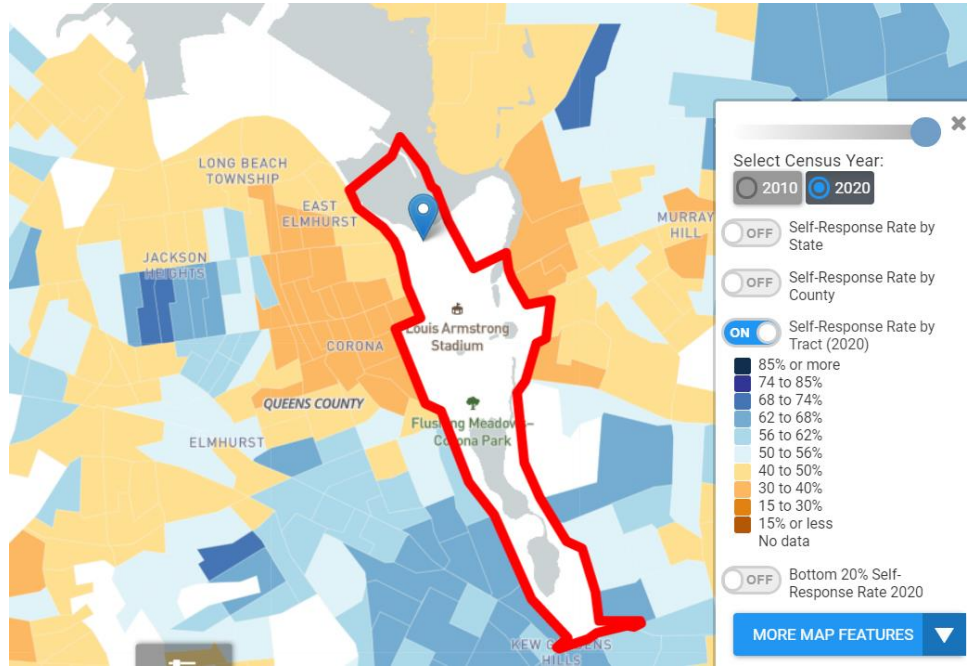 LONG BEACH
TOWNSHIP
EAST
ELMHURST
JACKSON
HEIGHTS
MURRAY
HILL
Louis Armstrong
Stadium
CORONA
QUEENS COUNTY
ELMHURST
Flushing Meadows–
Corona Park
KEW GARDENS
HILLS
Select Census Year:
2010 2020
OFF Self-Response Rate by
State
OFF Self-Response Rate by
County
ON Self-Response Rate by
Tract (2020)
85% or more
74 to 85%
68 to 74%
62 to 68%
56 to 62%
50 to 56%
40 to 50%
30 to 40%
15 to 30%
15% or less
No data
OFF Bottom 20% Self-
Response Rate 2020
MORE MAP FEATURES